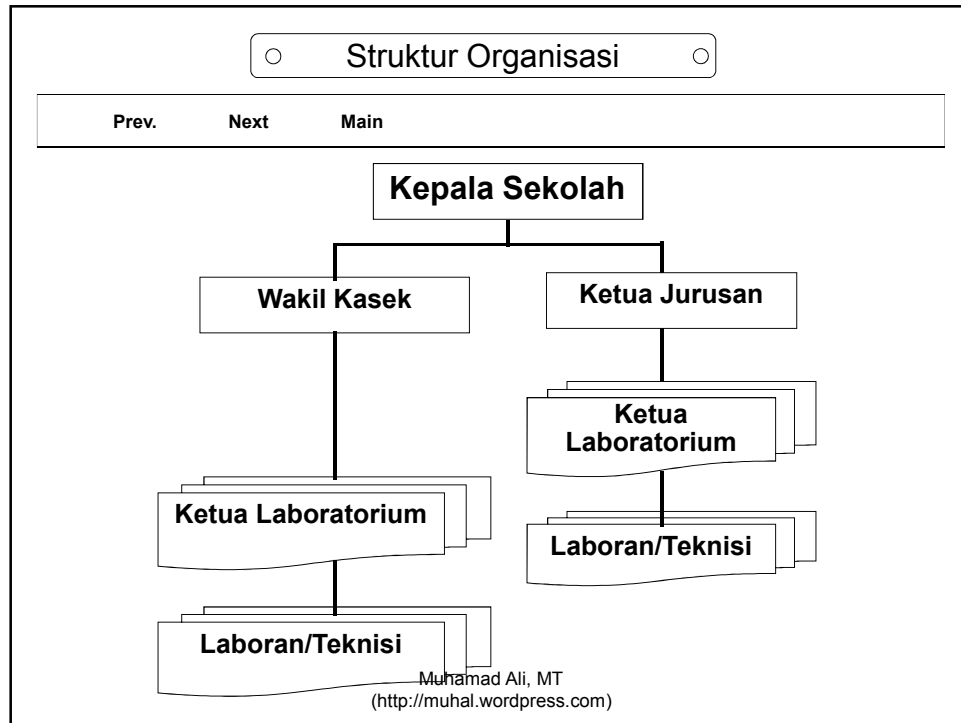 Struktur Organisasi
Prev. Next Main
Kepala Sekolah
Wakil Kasek
Ketua Jurusan
Ketua
Laboratorium
Ketua Laboratorium
Laboran/Teknisi
Laboran/Teknisi
Muhamad Ali, MT
(http://muhal.wordpress.com)